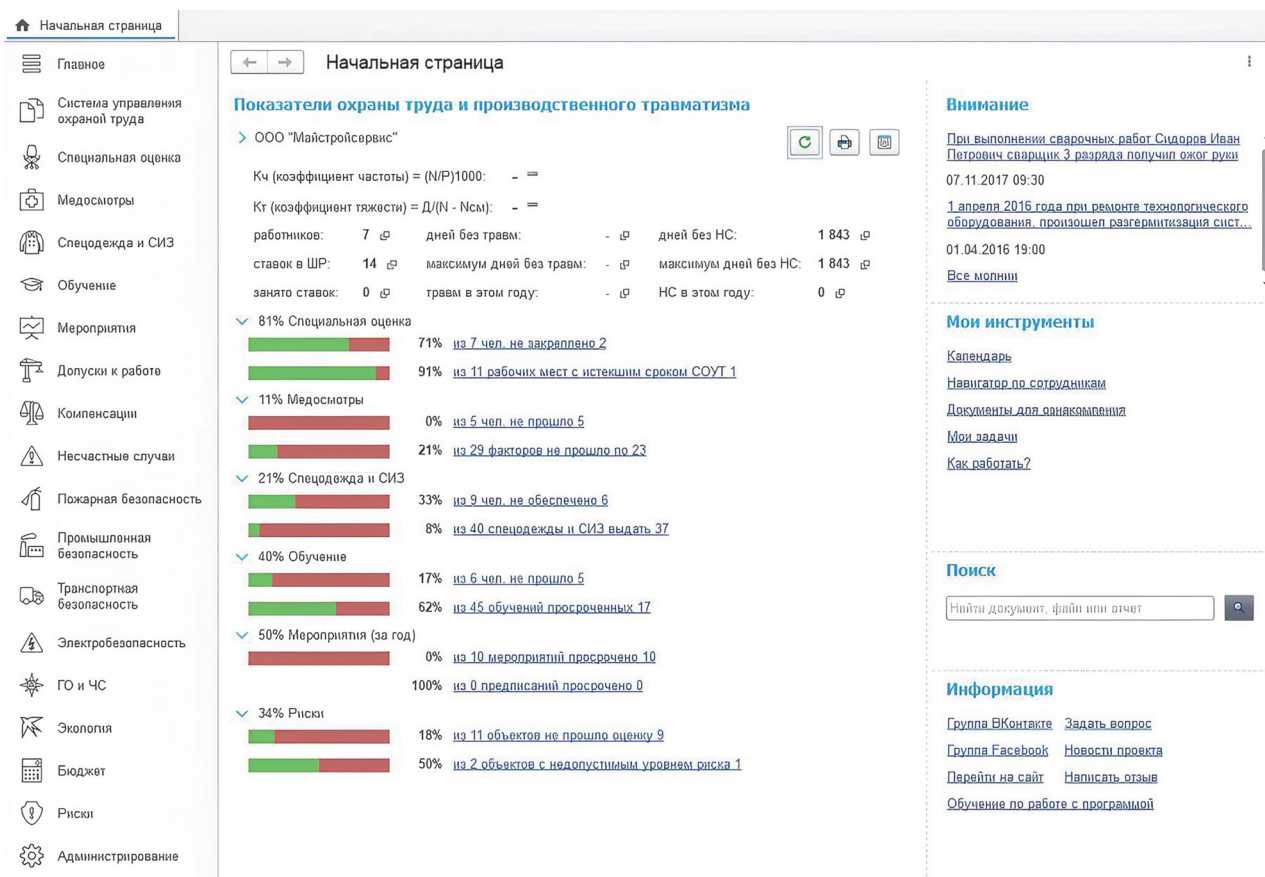 Начальная страница
Главное
Система управления
охраной труда
Специальная оценка
Медосмотры
Спецодежда и СИЗ
Обучение
Мероприятия
Допуски к работе
Компенсации
Несчастные случаи
Пожарная безопасность
Промышленная
безопасность
Транспортная
безопасность
Электробезопасность
ГО и ЧС
Экология
Бюджет
Риски
Администрирование
Начальная страница
Показатели охраны труда и производственного травматизма
ООО "Майстройсервис"
Кч (коэффициент частоты) = (N/P)1000: -
Кт (коэффициент тяжести) = Д/(N - Nсм): -
работников: 7 дней без травм: - дней без НС: 1 843
ставок в ШР: 14 максимум дней без травм: - максимум дней без НС: 1 843
занято ставок: 0 травм в этом году: - НС в этом году: 0
81% Специальная оценка
71% из 7 чел. не закреплено 2
91% из 11 рабочих мест с истекшим сроком СОУТ 1
11% Медосмотры
0% из 5 чел. не прошло 5
21% из 29 факторов не прошло по 23
21% Спецодежда и СИЗ
33% из 9 чел. не обеспечено 6
8% из 40 спецодежды и СИЗ выдать 37
40% Обучение
17% из 6 чел. не прошло 5
62% из 45 обучений просроченных 17
50% Мероприятия (за год)
0% из 10 мероприятий просрочено 10
100% из 0 предписаний просрочено 0
34% Риски
18% из 11 объектов не прошло оценку 9
50% из 2 объектов с недопустимым уровнем риска 1
Внимание
При выполнении сварочных работ Сидоров Иван
Петрович сварщик 3 разряда получил ожог руки
07.11.2017 09:30
1 апреля 2016 года при ремонте технологического
оборудования, произошел разгермитизация сист...
01.04.2016 19:00
Все молнии
Мои инструменты
Календарь
Навигатор по сотрудникам
Документы для ознакомления
Мои задачи
Как работать?
Поиск
Найти документ, файл или отчет
Информация
Группа ВКонтакте Задать вопрос
Группа Facebook Новости проекта
Перейти на сайт Написать отзыв
Обучение по работе с программой